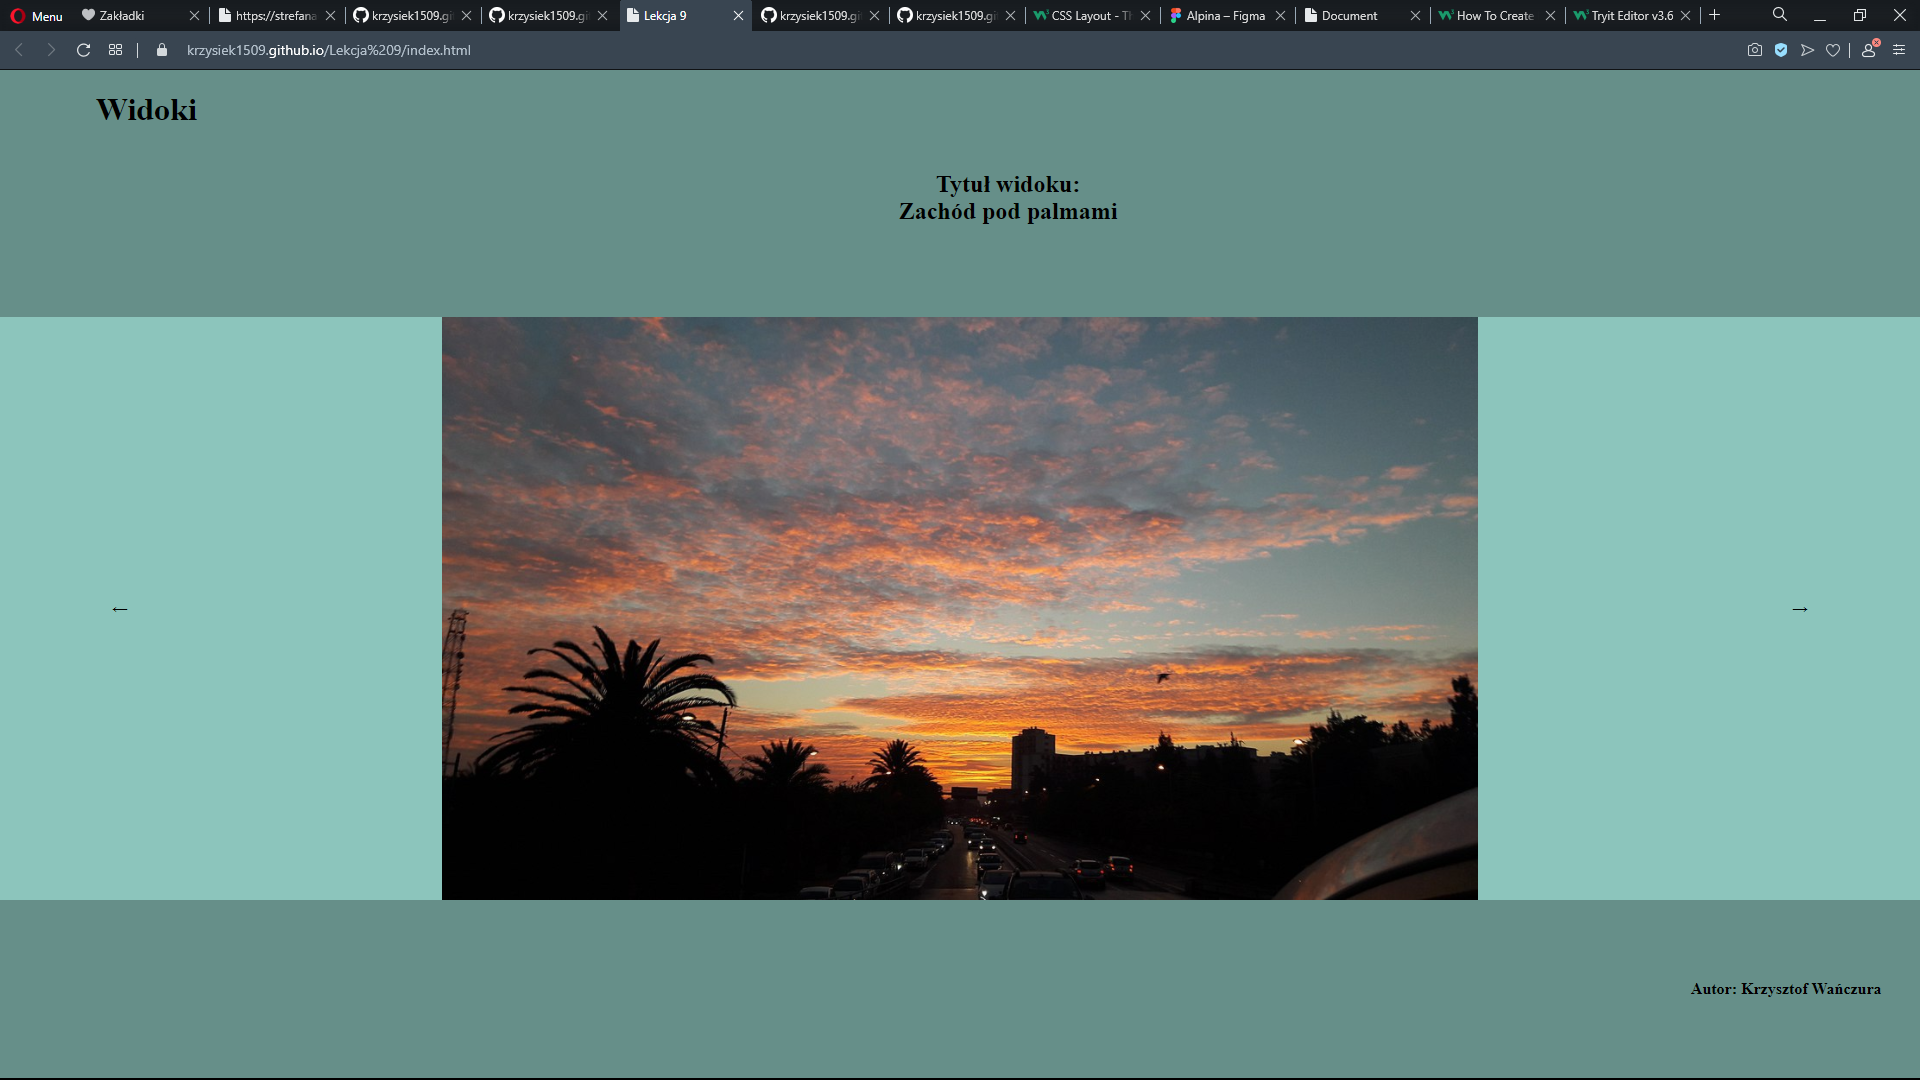 Menu
Zakładki
https://strefana
krzysiek1509.gi
krzysiek1509.gi
Lekcja 9
krzysiek1509.gi
krzysiek1509.gi
CSS Layout - Th
Alpina – Figma
Document
How To Create
Tryit Editor v3.6
krzysiek1509.github.io/Lekcja%209/index.html
Widoki
Tytuł widoku:
Zachód pod palmami
←
→
Autor: Krzysztof Wańczura